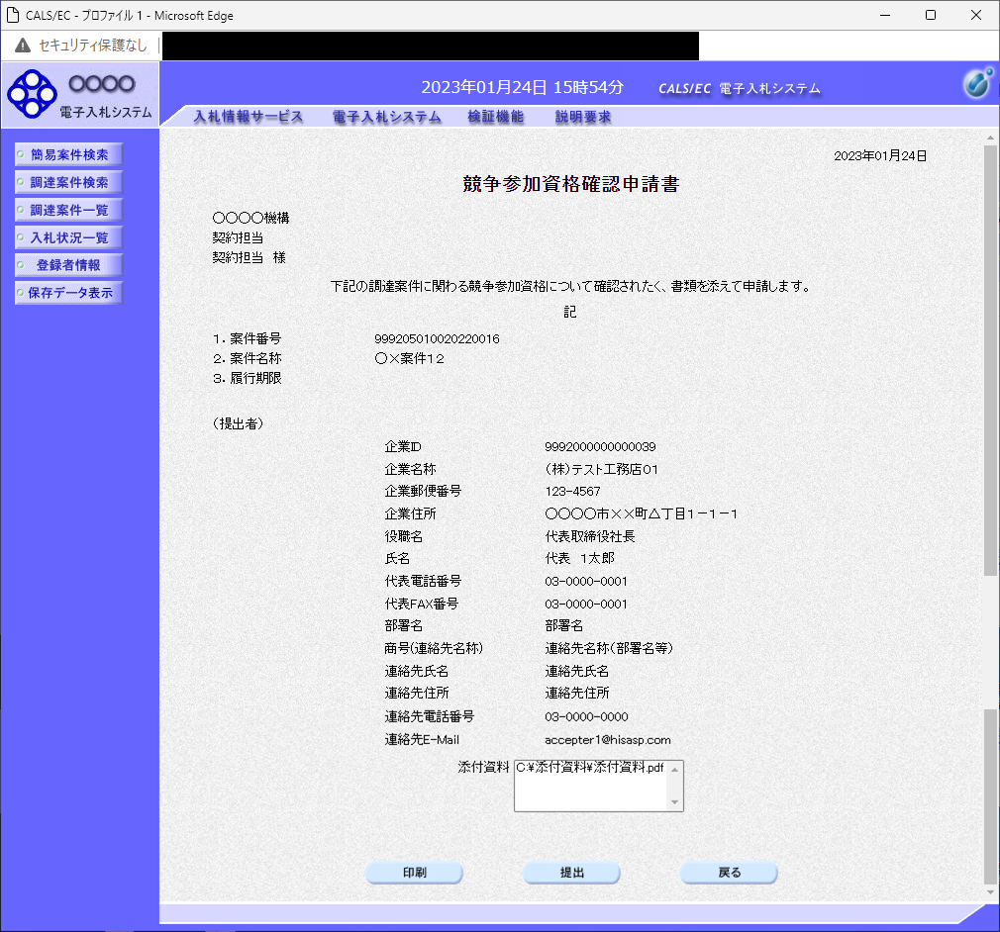 CALS/EC - プロファイル 1 - Microsoft Edge
セキュリティ保護なし
〇〇〇〇
電子入札システム
2023年01月24日 15時54分
CALS/EC 電子入札システム
入札情報サービス 電子入札システム 検証機能 説明要求
簡易案件検索
調達案件検索
調達案件一覧
入札状況一覧
登録者情報
保存データ表示
2023年01月24日
競争参加資格確認申請書
〇〇〇〇機構
契約担当
契約担当　様
下記の調達案件に関わる競争参加資格について確認されたく、書類を添えて申請します。
記
1．案件番号 999205010020220016
2．案件名称 〇×案件１２
3．履行期限
（提出者）
企業ID 9992000000000039
企業名称 （株）テスト工務店０１
企業郵便番号 123-4567
企業住所 〇〇〇〇市××町△丁目１－１－１
役職名 代表取締役社長
氏名 代表　１太郎
代表電話番号 03-0000-0001
代表FAX番号 03-0000-0001
部署名 部署名
商号(連絡先名称) 連絡先名称（部署名等）
連絡先氏名 連絡先氏名
連絡先住所 連絡先住所
連絡先電話番号 03-0000-0000
連絡先E-Mail accepter1@hisasp.com
添付資料 C:¥添付資料¥添付資料.pdf
印刷 提出 戻る